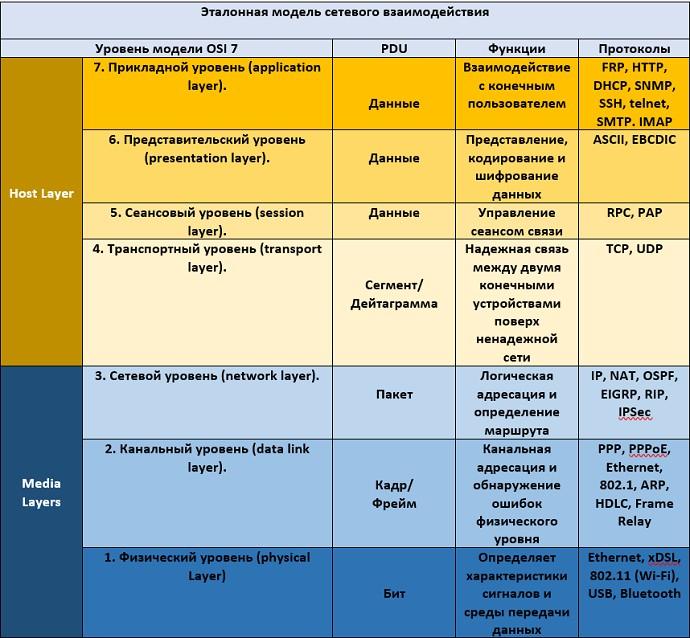 Эталонная модель сетевого взаимодействия
Уровень модели OSI 7
PDU
Функции
Протоколы
Host Layer
7. Прикладной уровень (application
layer).
Данные
Взаимодействие
с конечным
пользователем
FRP, HTTP,
DHCP, SNMP,
SSH, telnet,
SMTP. IMAP
6. Представительский уровень
(presentation layer).
Данные
Представление,
кодирование и
шифрование
данных
ASCII, EBCDIC
5. Сеансовый уровень (session
layer).
Данные
Управление
сеансом связи
RPC, PAP
4. Транспортный уровень (transport
layer).
Сегмент/
Дейтаграмма
Надежная связь
между двумя
конечными
устройствами
поверх
ненадежной
сети
TCP, UDP
Media
Layers
3. Сетевой уровень (network layer).
Пакет
Логическая
адресация и
определение
маршрута
IP, NAT, OSPF,
EIGRP, RIP,
IPSec
2. Канальный уровень (data link
layer).
Кадр/
Фрейм
Канальная
адресация и
обнаружение
ошибок
физического
уровня
PPP, PPPoE,
Ethernet,
802.1, ARP,
HDLC, Frame
Relay
1. Физический уровень (physical
Layer)
Бит
Определяет
характеристики
сигналов и
среды передачи
данных
Ethernet, xDSL,
802.11 (Wi-Fi),
USB, Bluetooth